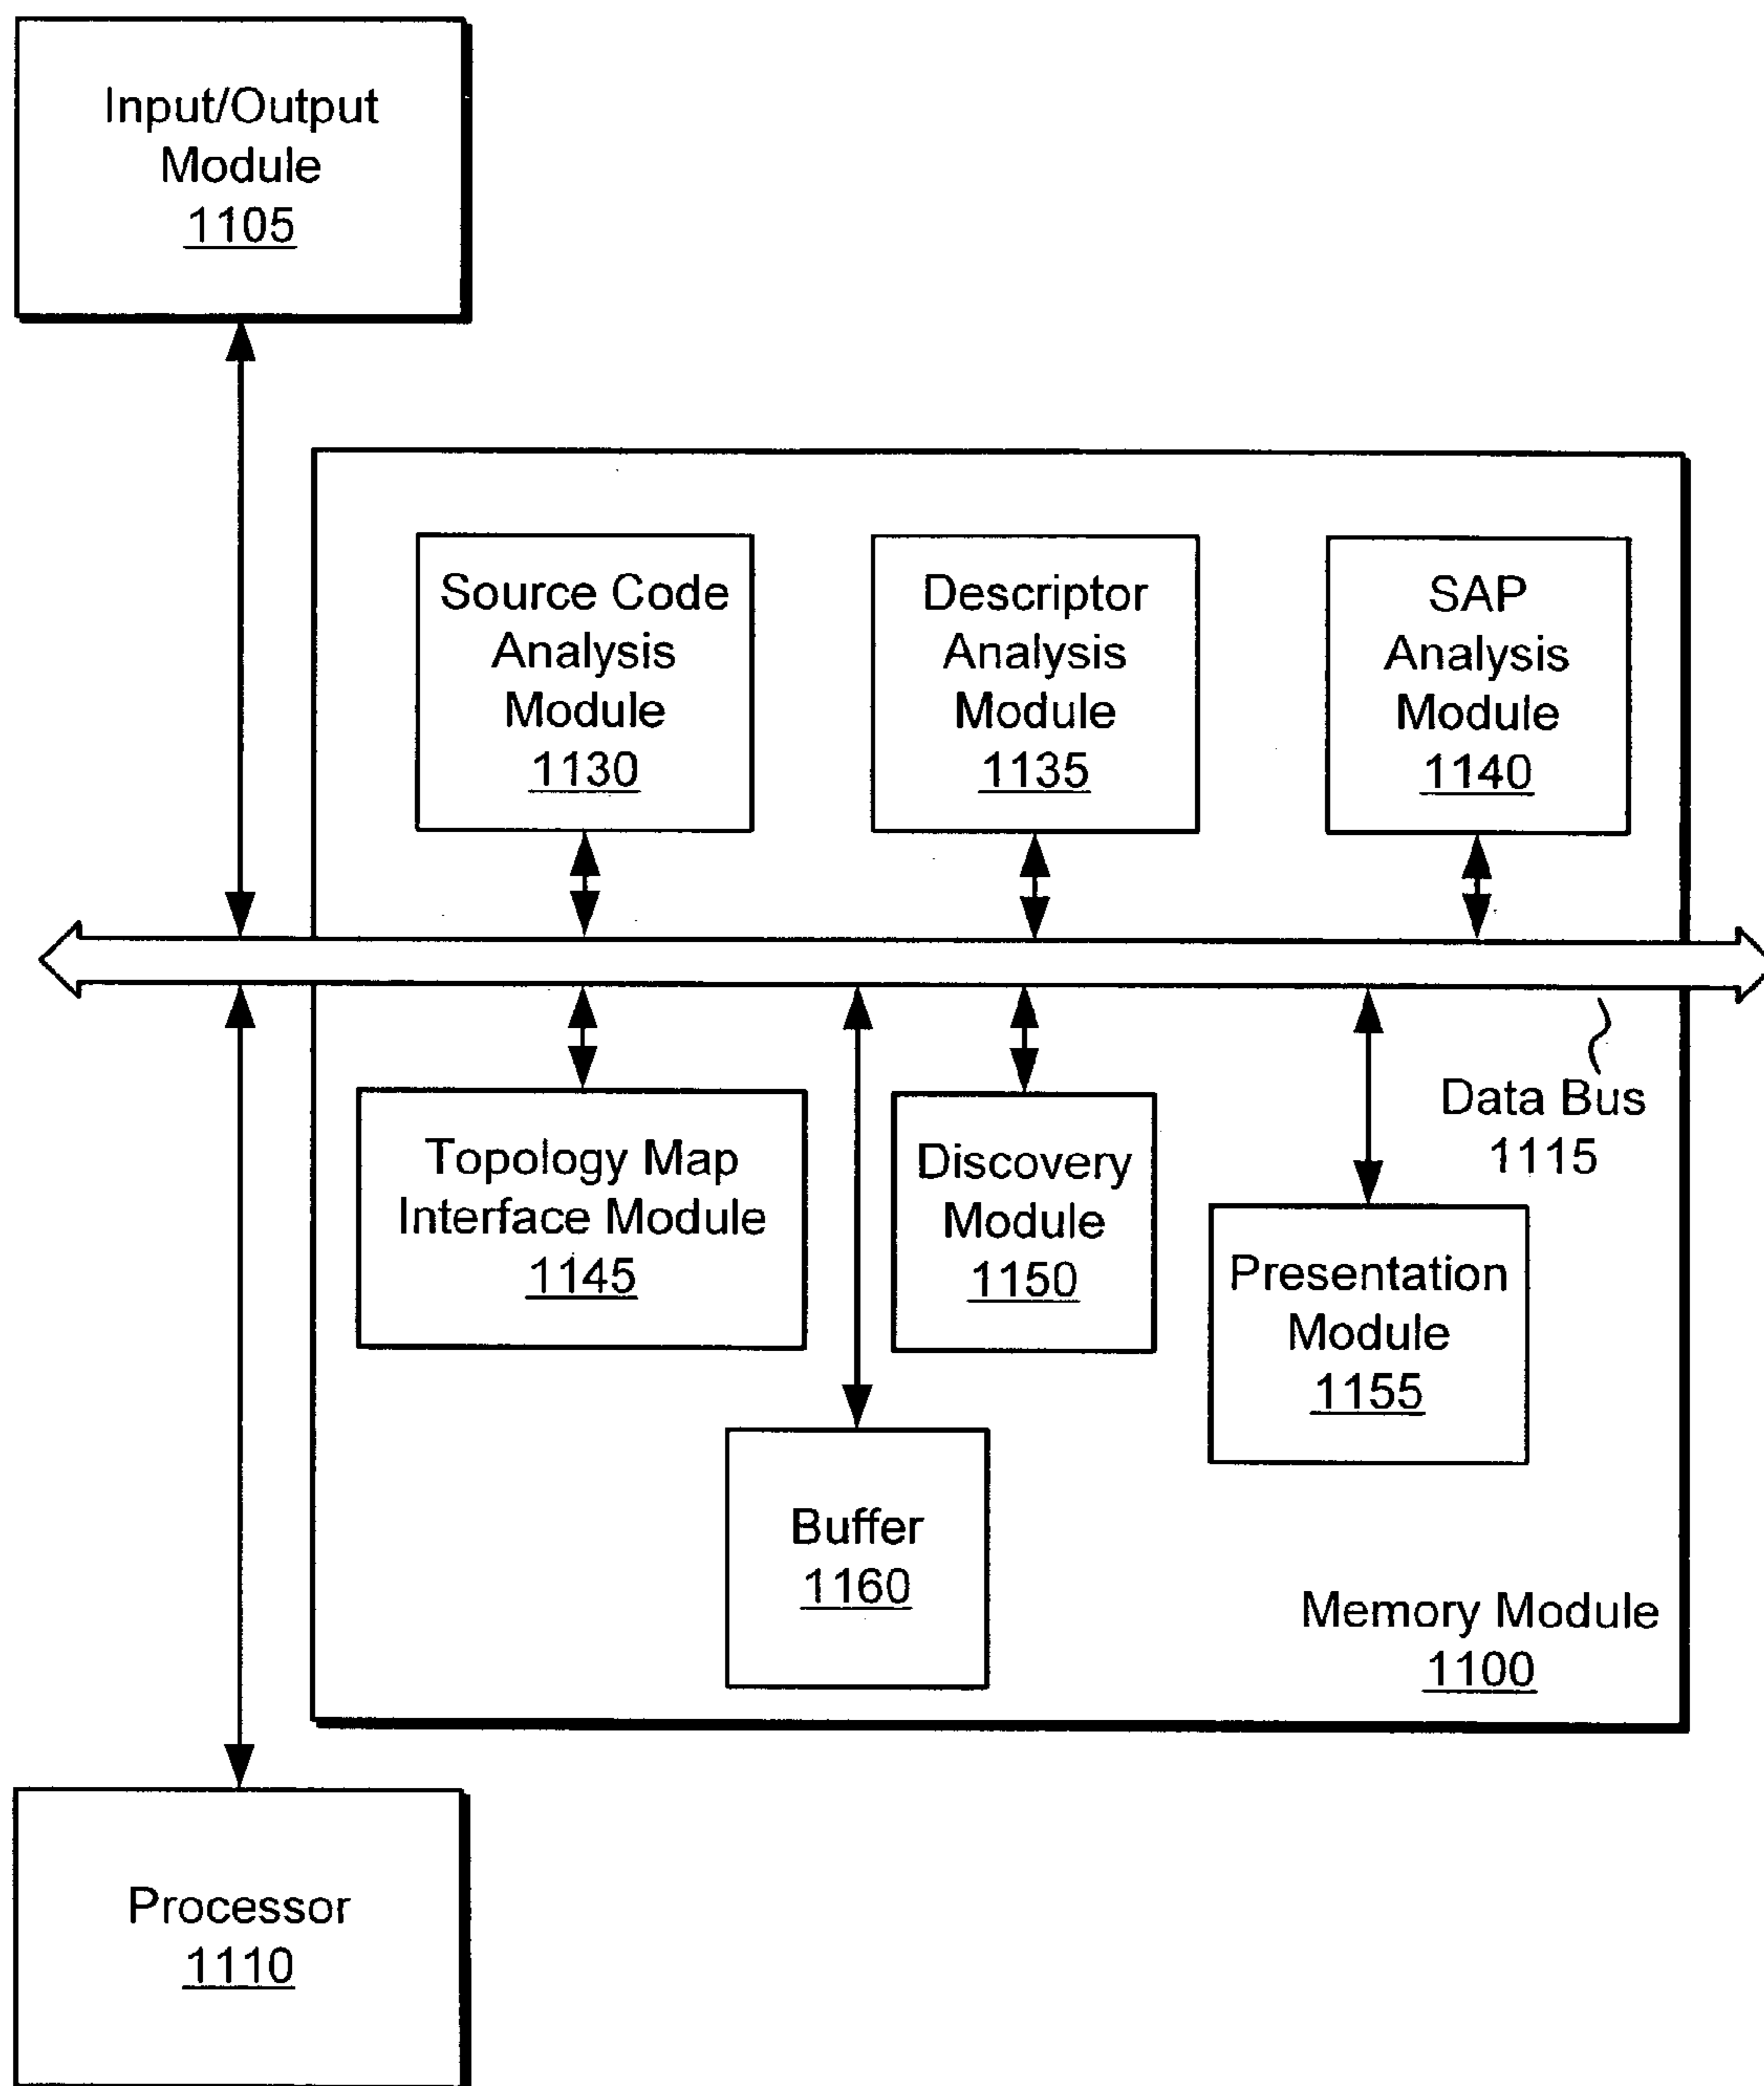 Input/Output
Module
1105
Source Code
Analysis
Module
1130
Descriptor
Analysis
Module
1135
SAP
Analysis
Module
1140
Data Bus
1115
Topology Map
Interface Module
1145
Discovery
Module
1150
Presentation
Module
1155
Buffer
1160
Memory Module
1100
Processor
1110